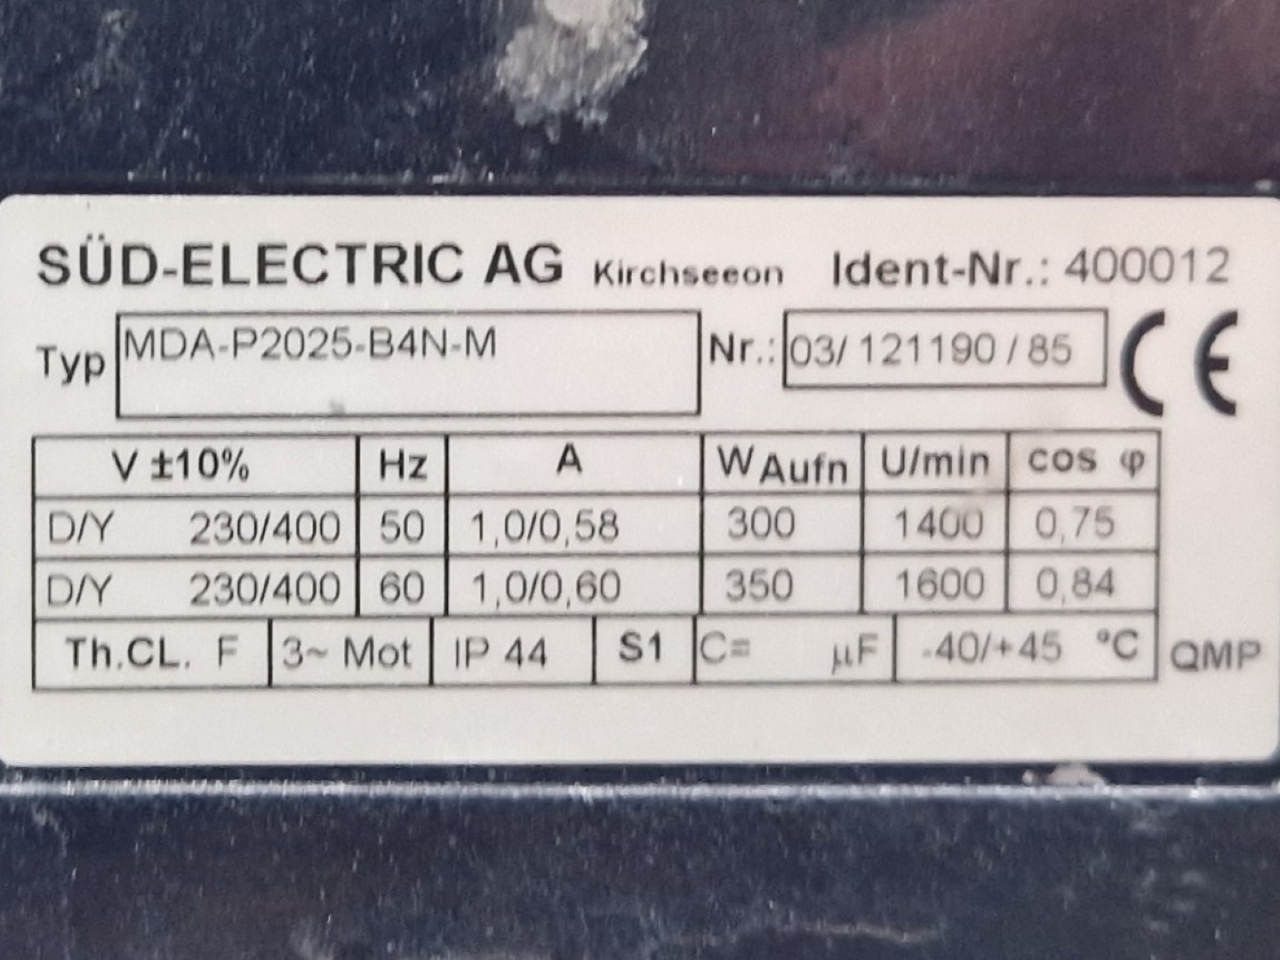 SÜD-ELECTRIC AG Kirchseeon Ident-Nr.: 400012
Typ MDA-P2025-B4N-M Nr.: 03/ 121190 / 85 CE
V ±10% Hz A W Aufn U/min cos φ
D/Y 230/400 50 1,0/0,58 300 1400 0,75
D/Y 230/400 60 1,0/0,60 350 1600 0,84
Th.CL. F 3~ Mot IP 44 S1 C= µF -40/+45 °C QMP